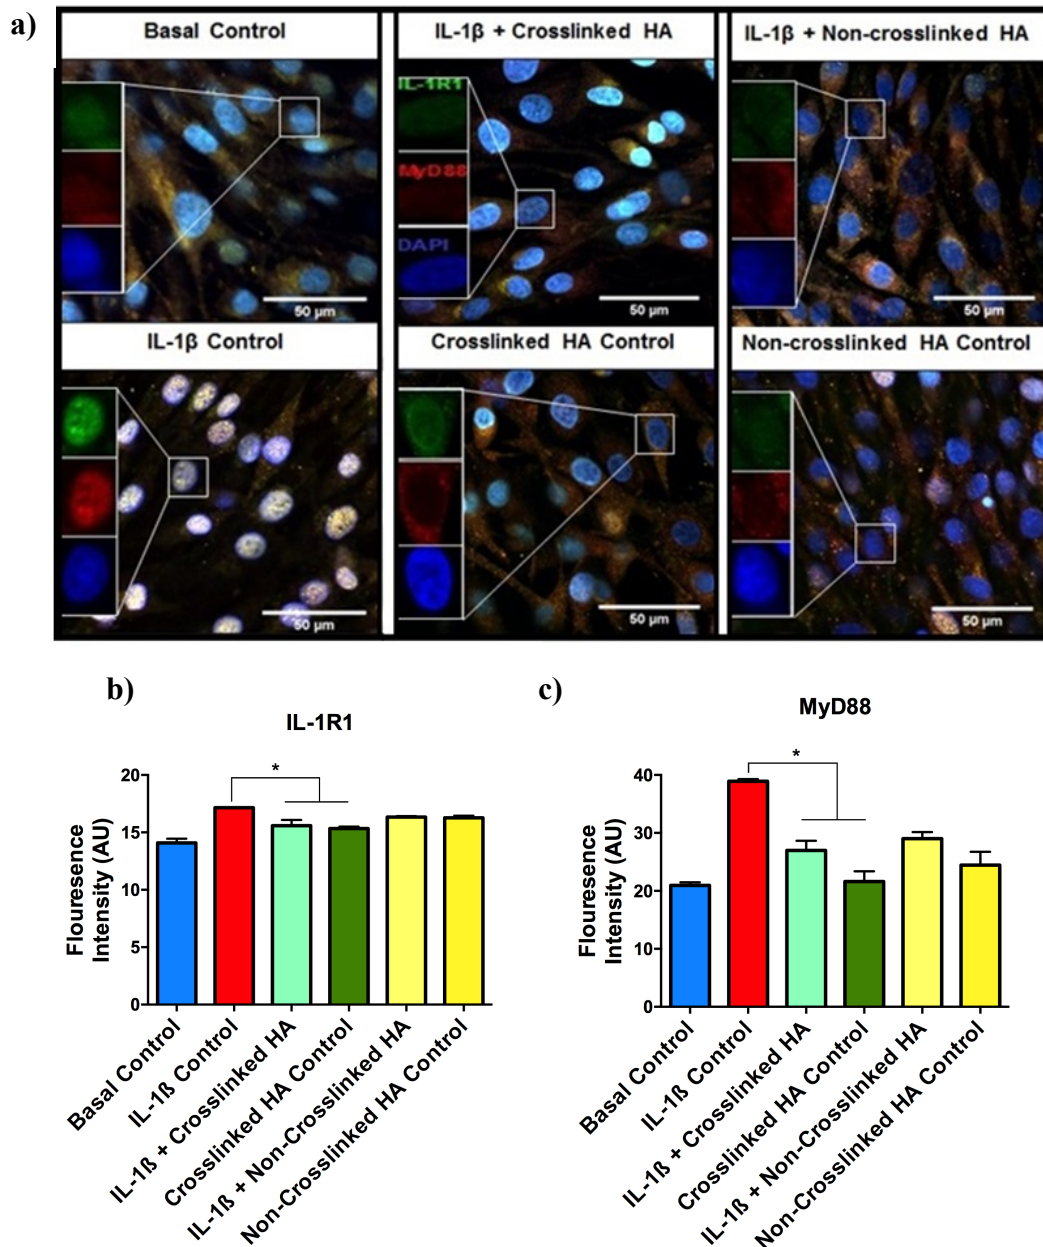 a)
Basal Control
IL-1β + Crosslinked HA
IL-1β + Non-crosslinked HA
IL-1R1
MyD88
DAPI
50 µm
50 µm
50 µm
IL-1β Control
Crosslinked HA Control
Non-crosslinked HA Control
50 µm
50 µm
50 µm
b)
IL-1R1
*
20
15
10
5
0
Flouresence
Intensity (AU)
Basal Control
IL-1ß Control
IL-1ß + Crosslinked HA
Crosslinked HA Control
IL-1ß + Non-Crosslinked HA
Non-Crosslinked HA Control
c)
MyD88
*
40
30
20
10
0
Flouresence
Intensity (AU)
Basal Control
IL-1ß Control
IL-1ß + Crosslinked HA
Crosslinked HA Control
IL-1ß + Non-Crosslinked HA
Non-Crosslinked HA Control